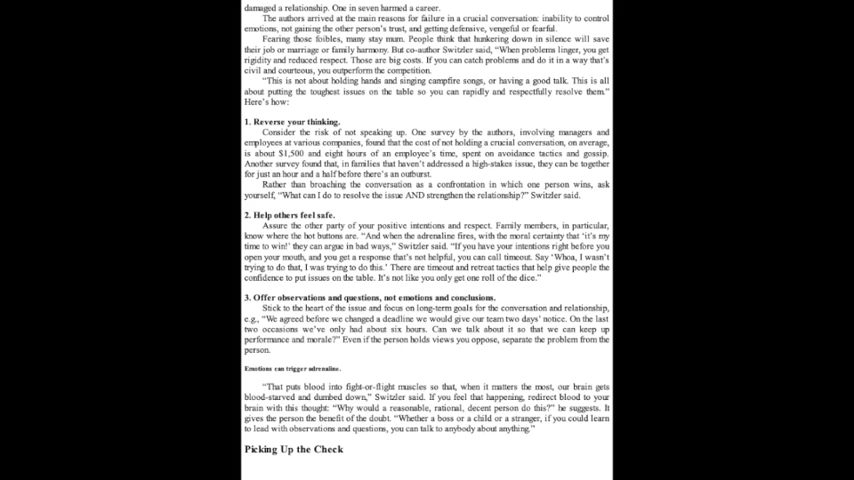 damaged a relationship. One in seven harmed a career.
The authors arrived at the main reasons for failure in a crucial conversation: inability to control
emotions, not gaining the other person's trust, and getting defensive, vengeful or fearful.
Fearing those foibles, many stay mum. People think that hunkering down in silence will save
their job or marriage or family harmony. But co-author Switzler said, “When problems linger, you get
rigidity and reduced respect. Those are big costs. If you can catch problems and do it in a way that's
civil and courteous, you outperform the competition.
“This is not about holding hands and singing campfire songs, or having a good talk. This is all
about putting the toughest issues on the table so you can rapidly and respectfully resolve them.”
Here's how:
1. Reverse your thinking.
Consider the risk of not speaking up. One survey by the authors, involving managers and
employees at various companies, found that the cost of not holding a crucial conversation, on average,
is about $1,500 and eight hours of an employee's time, spent on avoidance tactics and gossip.
Another survey found that, in families that haven't addressed a high-stakes issue, they can be together
for just an hour and a half before there's an outburst.
Rather than broaching the conversation as a confrontation in which one person wins, ask
yourself, “What can I do to resolve the issue AND strengthen the relationship?” Switzler said.
2. Help others feel safe.
Assure the other party of your positive intentions and respect. Family members, in particular,
know where the hot buttons are. “And when the adrenaline fires, with the moral certainty that ‘it's my
time to win!’ they can argue in bad ways,” Switzler said. “If you have your intentions right before you
open your mouth, and you get a response that's not helpful, you can call timeout. Say ‘Whoa, I wasn't
trying to do that, I was trying to do this.’ There are timeout and retreat tactics that help give people the
confidence to put issues on the table. It's not like you only get one roll of the dice.”
3. Offer observations and questions, not emotions and conclusions.
Stick to the heart of the issue and focus on long-term goals for the conversation and relationship,
e.g., “We agreed before we changed a deadline we would give our team two days' notice. On the last
two occasions we've only had about six hours. Can we talk about it so that we can keep up
performance and morale?” Even if the person holds views you oppose, separate the problem from the
person.
Emotions can trigger adrenaline.
“That puts blood into fight-or-flight muscles so that, when it matters the most, our brain gets
blood-starved and dumbed down,” Switzler said. If you feel that happening, redirect blood to your
brain with this thought: “Why would a reasonable, rational, decent person do this?” he suggests. It
gives the person the benefit of the doubt. “Whether a boss or a child or a stranger, if you could learn
to lead with observations and questions, you can talk to anybody about anything.”
Picking Up the Check